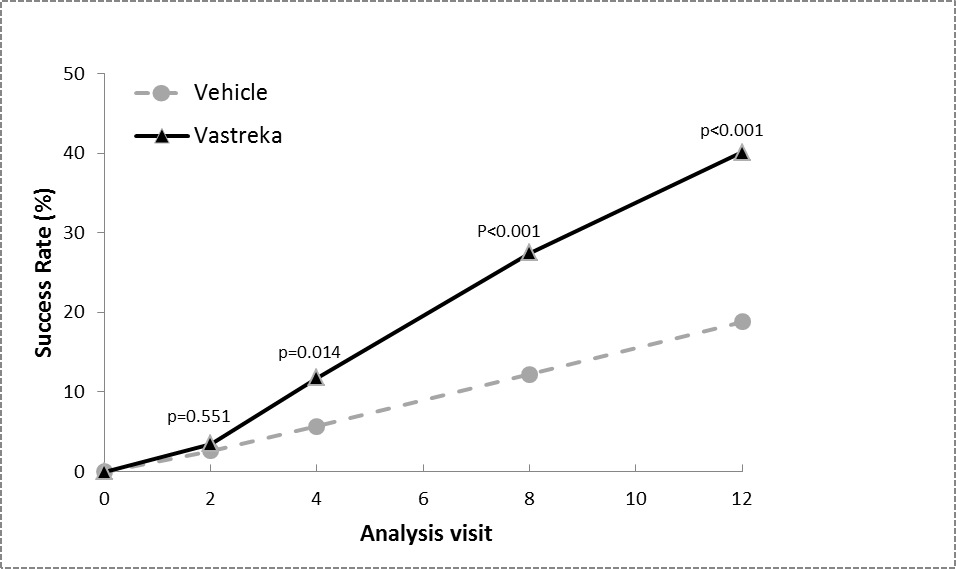 50
Vehicle
Vastreka
p<0.001
40
Success Rate (%)
30
P<0.001
20
p=0.014
10
p=0.551
0
0 2 4 6 8 10 12
Analysis visit